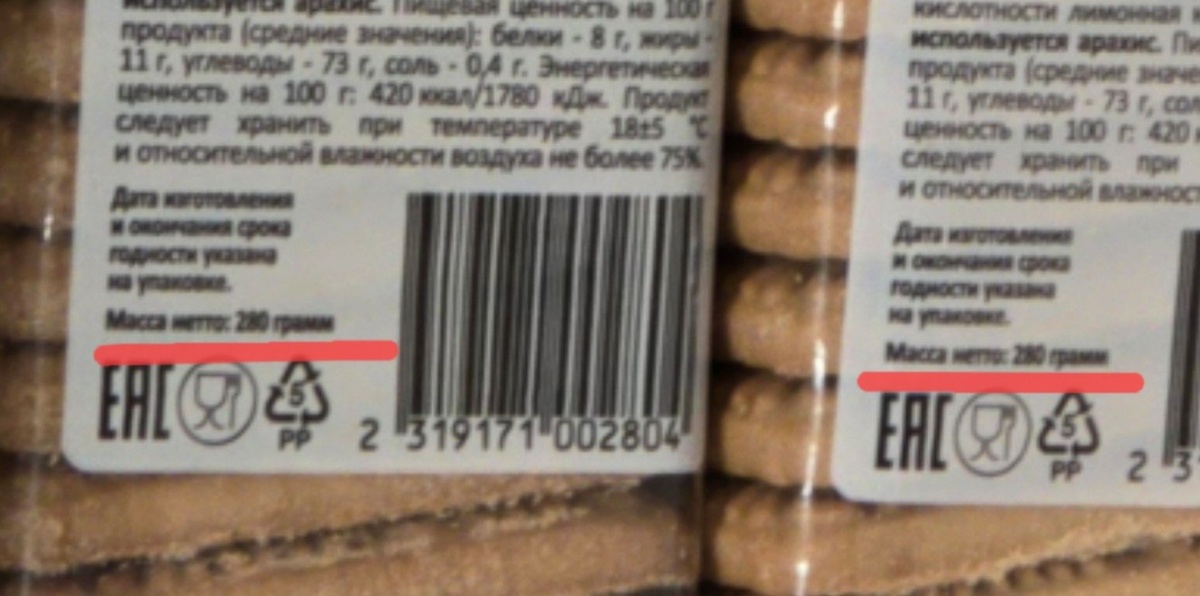 используется арахис. Пищевая ценность на 100 г
продукта (средние значения): белки - 8 г, жиры -
11 г, углеводы - 73 г, соль - 0,4 г. Энергетическая
ценность на 100 г: 420 ккал/1780 кДж. Продукт
следует хранить при температуре 18±5 °С
и относительной влажности воздуха не более 75%.
Дата изготовления
и окончания срока
годности указана
на упаковке.
Масса нетто: 280 грамм
EAC
5
PP
2 319171 002804
кислотности лимонная
используется арахис.
продукта (средние
11 г, углеводы - 73 г,
ценность на 100 г: 420
следует хранить при
и относительной
Дата изготовления
и окончания срока
годности указана
на упаковке.
Масса нетто: 280 грамм
EAC
5
PP
2 3